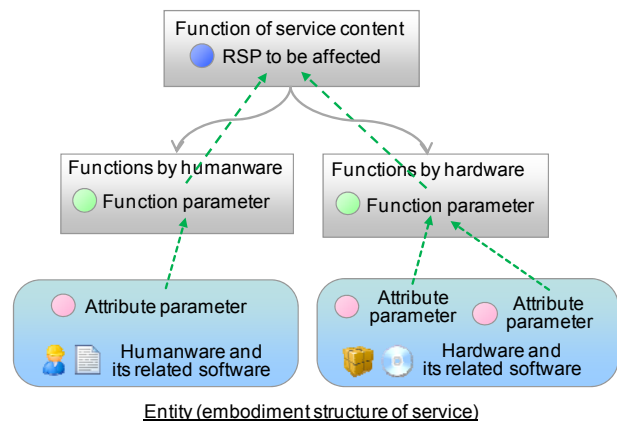 Function of service content
RSP to be affected
Functions by humanware
Function parameter
Functions by hardware
Function parameter
Attribute parameter
Humanware and
its related software
Attribute
parameter
Attribute
parameter
Hardware and
its related software
Entity (embodiment structure of service)